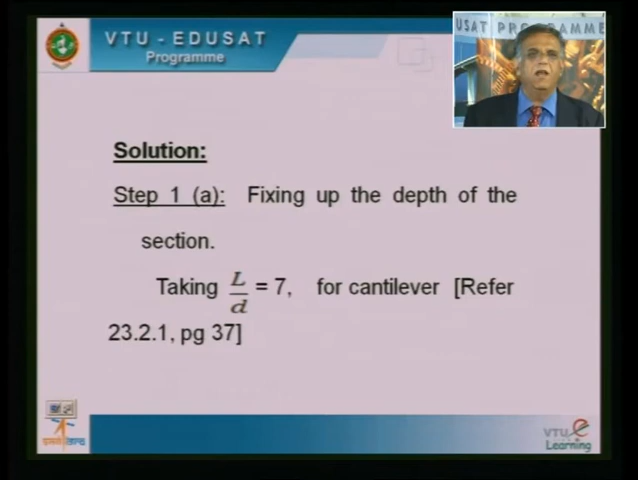 VTU - EDUSAT
Programme
USAT PROGRAMME
Solution:
Step 1 (a): Fixing up the depth of the
section.
Taking L/d = 7, for cantilever [Refer
23.2.1, pg 37]
VTU e
Learning